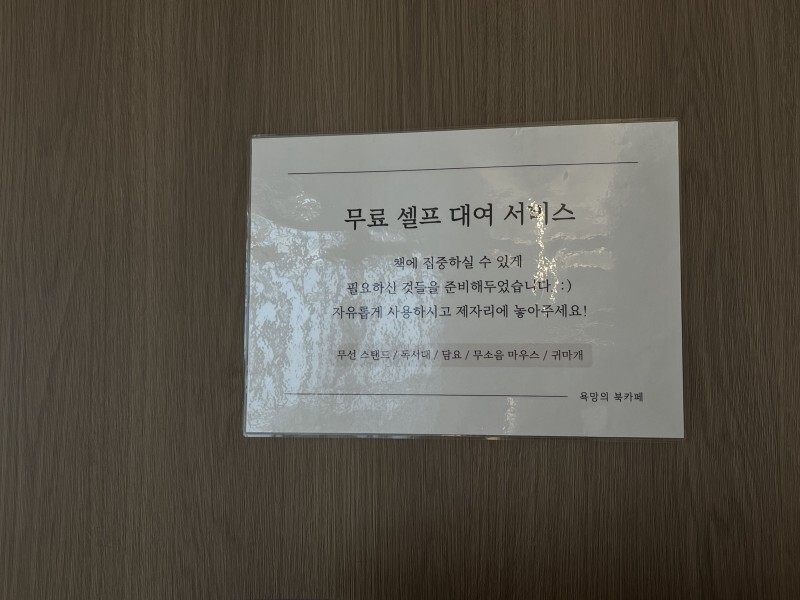 무료 셀프 대여 서비스
책에 집중하실 수 있게
필요하신 것들을 준비해두었습니다 :)
자유롭게 사용하시고 제자리에 놓아주세요!
무선 스탠드 / 독서대 / 담요 / 무소음 마우스 / 귀마개
욕망의 북카페